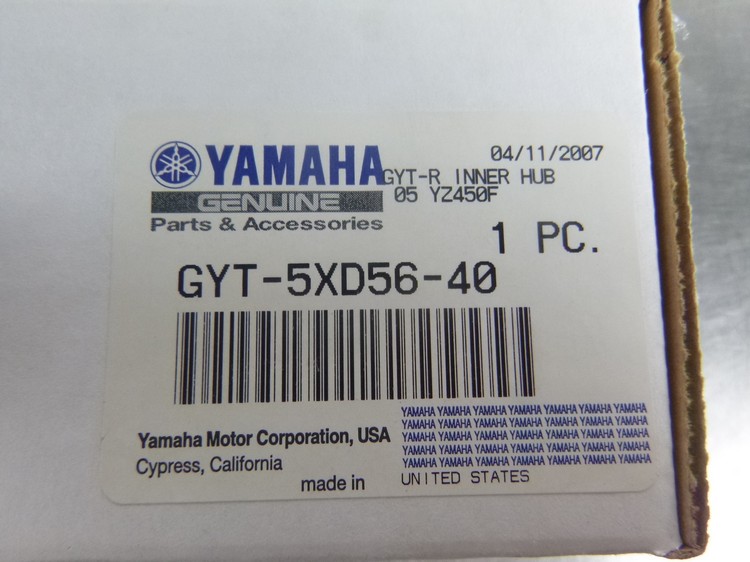 YAMAHA
04/11/2007
GYT-R INNER HUB
05 YZ450F
GENUINE
Parts & Accessories
1 PC.
GYT-5XD56-40
Yamaha Motor Corporation, USA
Cypress, California
YAMAHA YAMAHA YAMAHA YAMAHA YAMAHA YAMAHA YAMAHA
YAMAHA YAMAHA YAMAHA YAMAHA YAMAHA YAMAHA YAMAHA
YAMAHA YAMAHA YAMAHA YAMAHA YAMAHA YAMAHA YAMAHA
YAMAHA YAMAHA YAMAHA YAMAHA YAMAHA YAMAHA YAMAHA
YAMAHA YAMAHA YAMAHA YAMAHA YAMAHA YAMAHA YAMAHA
made in UNITED STATES